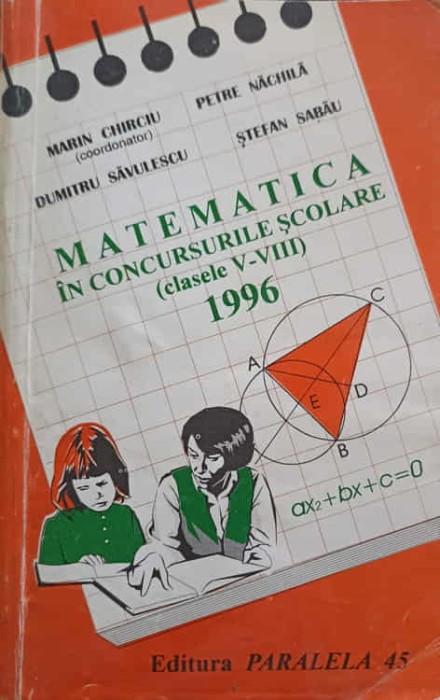 MARIN CHIRCIU
(coordonator)
PETRE NĂCHILĂ
DUMITRU SĂVULESCU
ŞTEFAN SABĂU
MATEMATICA
ÎN CONCURSURILE ŞCOLARE
(clasele V-VIII)
1996
C
A
D
E
B
ax2+bx+c=0
Editura PARALELA 45